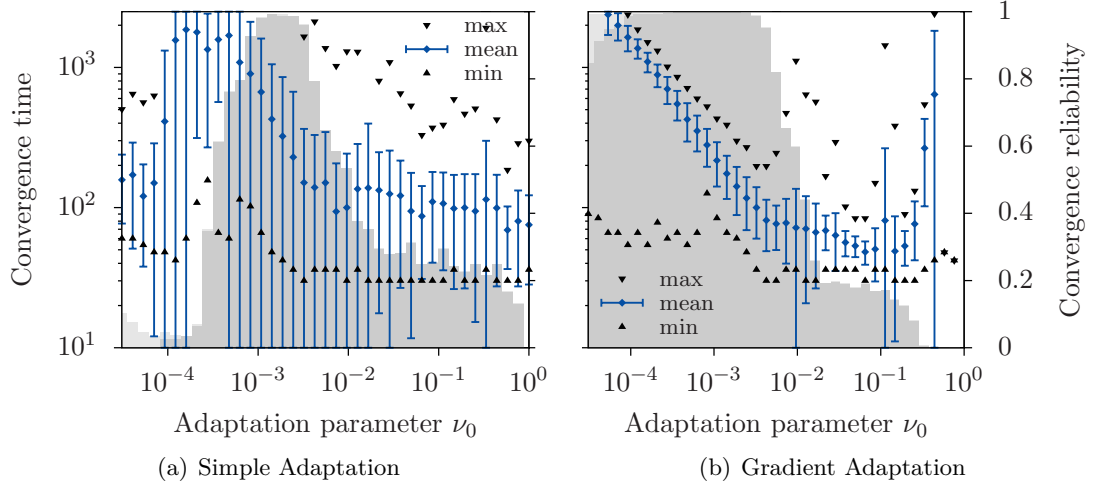 max
mean
min
10^3
10^2
10^1
Convergence time
10^{-4}
10^{-3}
10^{-2}
10^{-1}
10^0
Adaptation parameter ν_0
(a) Simple Adaptation
max
mean
min
1
0.8
0.6
0.4
0.2
0
Convergence reliability
10^{-4}
10^{-3}
10^{-2}
10^{-1}
10^0
Adaptation parameter ν_0
(b) Gradient Adaptation